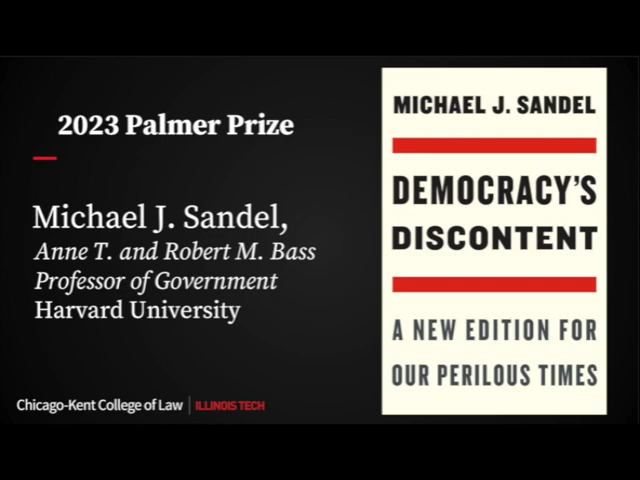 2023 Palmer Prize
Michael J. Sandel,
Anne T. and Robert M. Bass
Professor of Government
Harvard University
Chicago-Kent College of Law | ILLINOIS TECH
MICHAEL J. SANDEL
DEMOCRACY'S
DISCONTENT
A NEW EDITION FOR
OUR PERILOUS TIMES